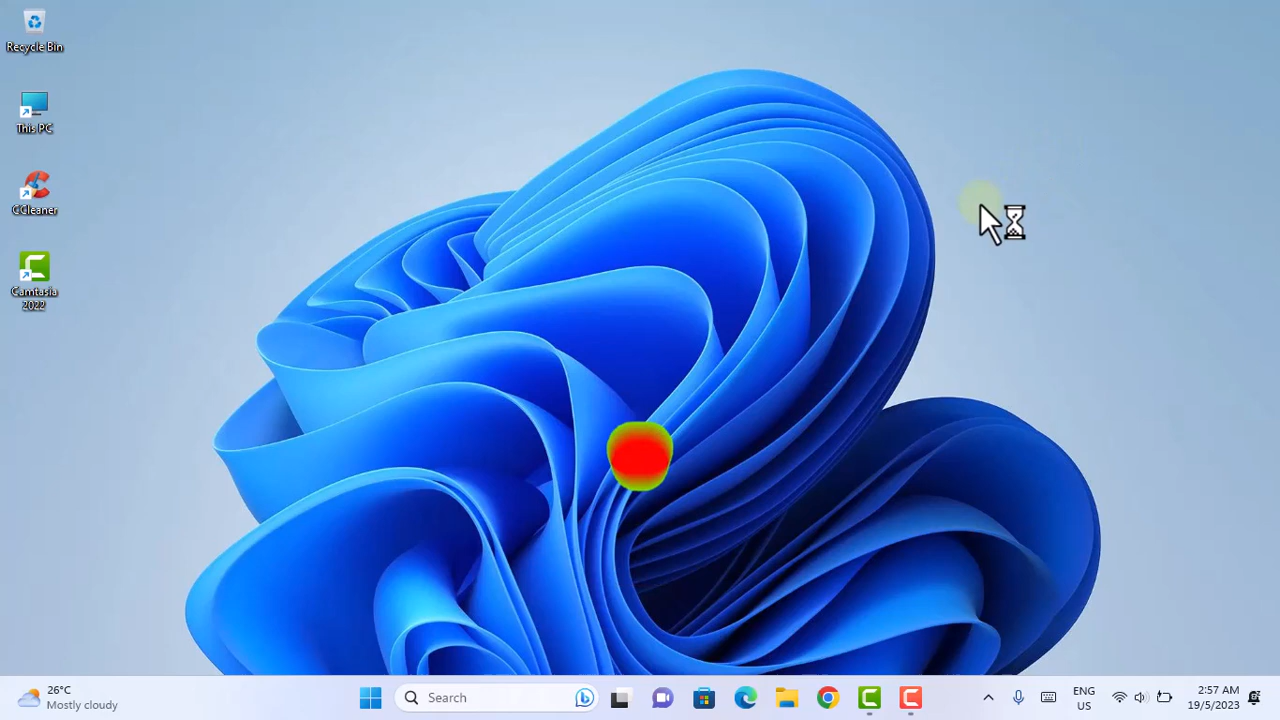 Recycle Bin
This PC
CCleaner
Camtasia
2022
26°C
Mostly cloudy
Search
ENG
US
2:57 AM
19/5/2023